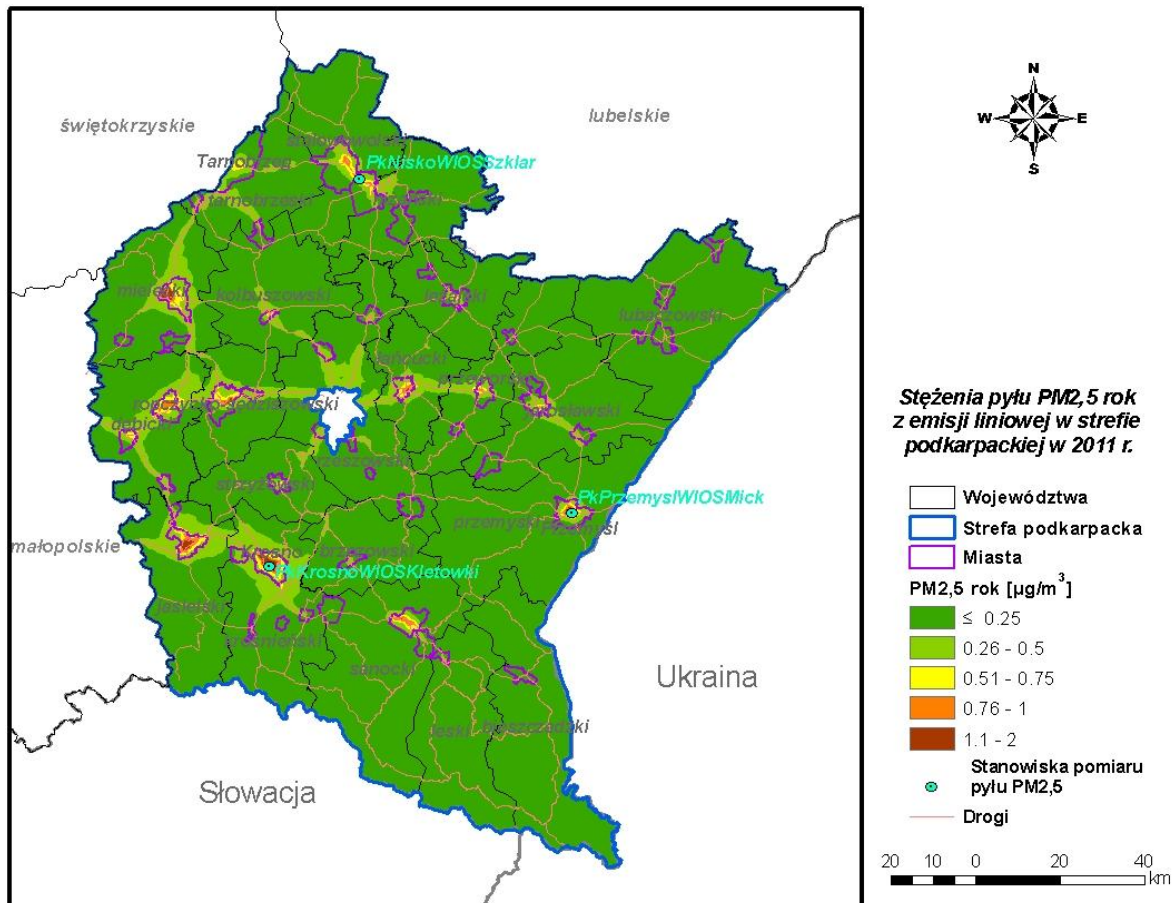 świętokrzyskie
lubelskie
N
W
E
S
stalowowolski
Tarnobrzeg
PkNiskoWIOSSzklar
tarnobrzeski
niżański
mielecki
kolbuszowski
leżajski
lubaczowski
łańcucki
przeworski
ropczycko-sędziszowski
jarosławski
dębicki
rzeszowski
strzyżowski
PkPrzemyslWIOSMick
przemyski
Przemyśl
małopolskie
Krosno
brzozowski
PkKrosnoWIOSKletowki
jasielski
krośnieński
sanocki
Ukraina
leski
bieszczadzki
Słowacja
Stężenia pyłu PM2,5 rok
z emisji liniowej w strefie
podkarpackiej w 2011 r.
Województwa
Strefa podkarpacka
Miasta
PM2,5 rok [µg/m³]
≤ 0.25
0.26 - 0.5
0.51 - 0.75
0.76 - 1
1.1 - 2
Stanowiska pomiaru
pyłu PM2,5
Drogi
20 10 0 20 40
km